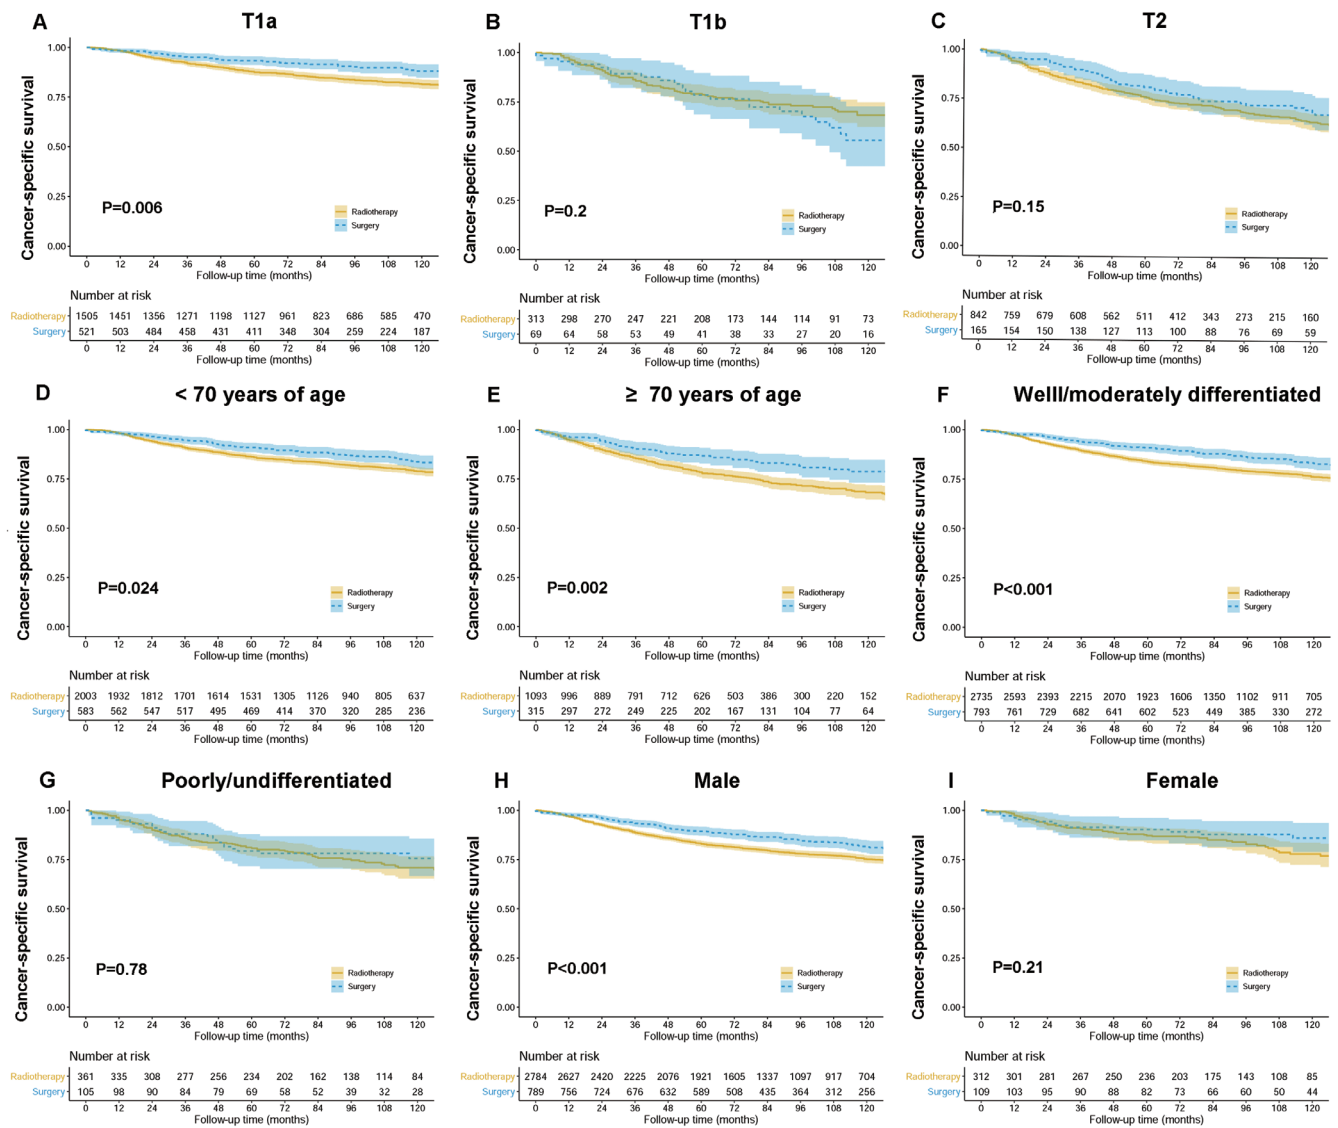 A T1a
1.00
0.75
0.50
0.25
0.00
Cancer-specific survival
P=0.006
Radiotherapy
Surgery
0 12 24 36 48 60 72 84 96 108 120
Follow-up time (months)
Number at risk
Radiotherapy 1505 1451 1356 1271 1198 1127 961 823 686 585 470
Surgery 521 503 484 458 431 411 348 304 259 224 187
0 12 24 36 48 60 72 84 96 108 120
Follow-up time (months)
B T1b
1.00
0.75
0.50
0.25
0.00
Cancer-specific survival
P=0.2
Radiotherapy
Surgery
0 12 24 36 48 60 72 84 96 108 120
Follow-up time (months)
Number at risk
Radiotherapy 313 298 270 247 221 208 173 144 114 91 73
Surgery 69 64 58 53 49 41 38 33 27 20 16
0 12 24 36 48 60 72 84 96 108 120
Follow-up time (months)
C T2
1.00
0.75
0.50
0.25
0.00
Cancer-specific survival
P=0.15
Radiotherapy
Surgery
0 12 24 36 48 60 72 84 96 108 120
Follow-up time (months)
Number at risk
Radiotherapy 842 759 679 608 562 511 412 343 273 215 160
Surgery 165 154 150 138 127 113 100 88 76 69 59
0 12 24 36 48 60 72 84 96 108 120
Follow-up time (months)
D < 70 years of age
1.00
0.75
0.50
0.25
0.00
Cancer-specific survival
P=0.024
Radiotherapy
Surgery
0 12 24 36 48 60 72 84 96 108 120
Follow-up time (months)
Number at risk
Radiotherapy 2003 1932 1812 1701 1614 1531 1305 1126 940 805 637
Surgery 583 562 547 517 495 469 414 370 320 285 236
0 12 24 36 48 60 72 84 96 108 120
Follow-up time (months)
E ≥ 70 years of age
1.00
0.75
0.50
0.25
0.00
Cancer-specific survival
P=0.002
Radiotherapy
Surgery
0 12 24 36 48 60 72 84 96 108 120
Follow-up time (months)
Number at risk
Radiotherapy 1093 996 889 791 712 626 503 386 300 220 152
Surgery 315 297 272 249 225 202 167 131 104 77 64
0 12 24 36 48 60 72 84 96 108 120
Follow-up time (months)
F Welll/moderately differentiated
1.00
0.75
0.50
0.25
0.00
Cancer-specific survival
P<0.001
Radiotherapy
Surgery
0 12 24 36 48 60 72 84 96 108 120
Follow-up time (months)
Number at risk
Radiotherapy 2735 2593 2393 2215 2070 1923 1606 1350 1102 911 705
Surgery 793 761 729 682 641 602 523 449 385 330 272
0 12 24 36 48 60 72 84 96 108 120
Follow-up time (months)
G Poorly/undifferentiated
1.00
0.75
0.50
0.25
0.00
Cancer-specific survival
P=0.78
Radiotherapy
Surgery
0 12 24 36 48 60 72 84 96 108 120
Follow-up time (months)
Number at risk
Radiotherapy 361 335 308 277 256 234 202 162 138 114 84
Surgery 105 98 90 84 79 69 58 52 39 32 28
0 12 24 36 48 60 72 84 96 108 120
Follow-up time (months)
H Male
1.00
0.75
0.50
0.25
0.00
Cancer-specific survival
P<0.001
Radiotherapy
Surgery
0 12 24 36 48 60 72 84 96 108 120
Follow-up time (months)
Number at risk
Radiotherapy 2784 2627 2420 2225 2076 1921 1605 1337 1097 917 704
Surgery 789 756 724 676 632 589 508 435 364 312 256
0 12 24 36 48 60 72 84 96 108 120
Follow-up time (months)
I Female
1.00
0.75
0.50
0.25
0.00
Cancer-specific survival
P=0.21
Radiotherapy
Surgery
0 12 24 36 48 60 72 84 96 108 120
Follow-up time (months)
Number at risk
Radiotherapy 312 301 281 267 250 236 203 175 143 108 85
Surgery 109 103 95 90 88 82 73 66 60 50 44
0 12 24 36 48 60 72 84 96 108 120
Follow-up time (months)